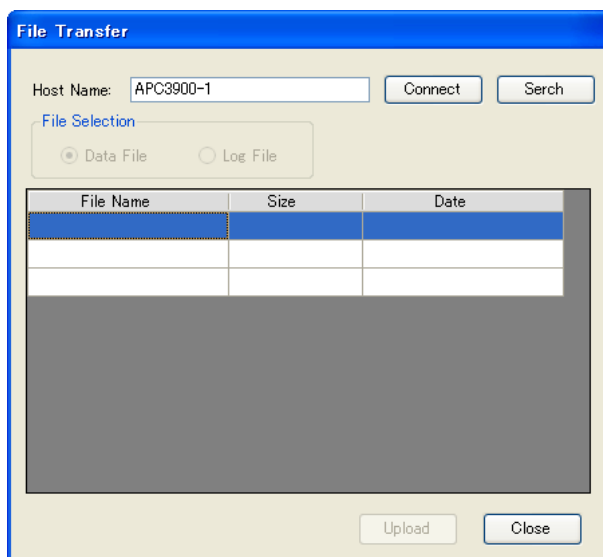 File Transfer
Host Name: APC3900-1 Connect Serch
File Selection
Data File Log File
File Name Size Date
Upload Close